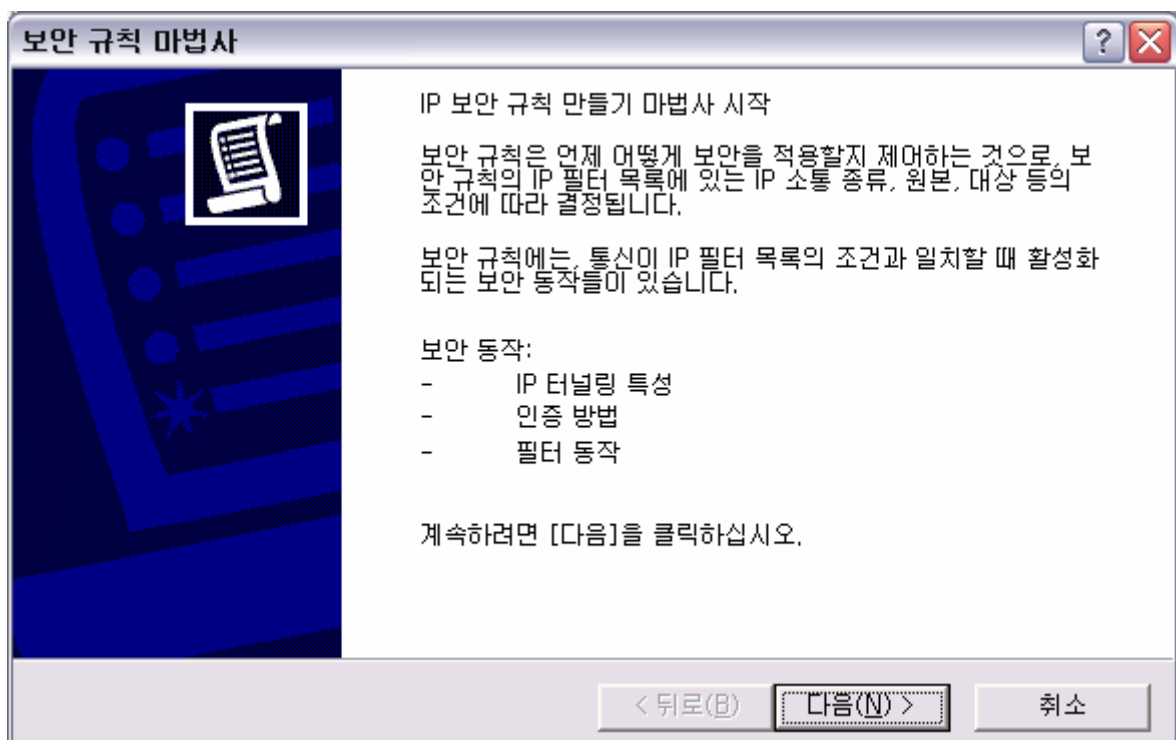 보안 규칙 마법사
IP 보안 규칙 만들기 마법사 시작
보안 규칙은 언제 어떻게 보안을 적용할지 제어하는 것으로, 보
안 규칙의 IP 필터 목록에 있는 IP 소통 종류, 원본, 대상 등의
조건에 따라 결정됩니다.
보안 규칙에는, 통신이 IP 필터 목록의 조건과 일치할 때 활성화
되는 보안 동작들이 있습니다.
보안 동작:
- IP 터널링 특성
- 인증 방법
- 필터 동작
계속하려면 [다음]을 클릭하십시오.
< 뒤로(B) 다음(N) > 취소